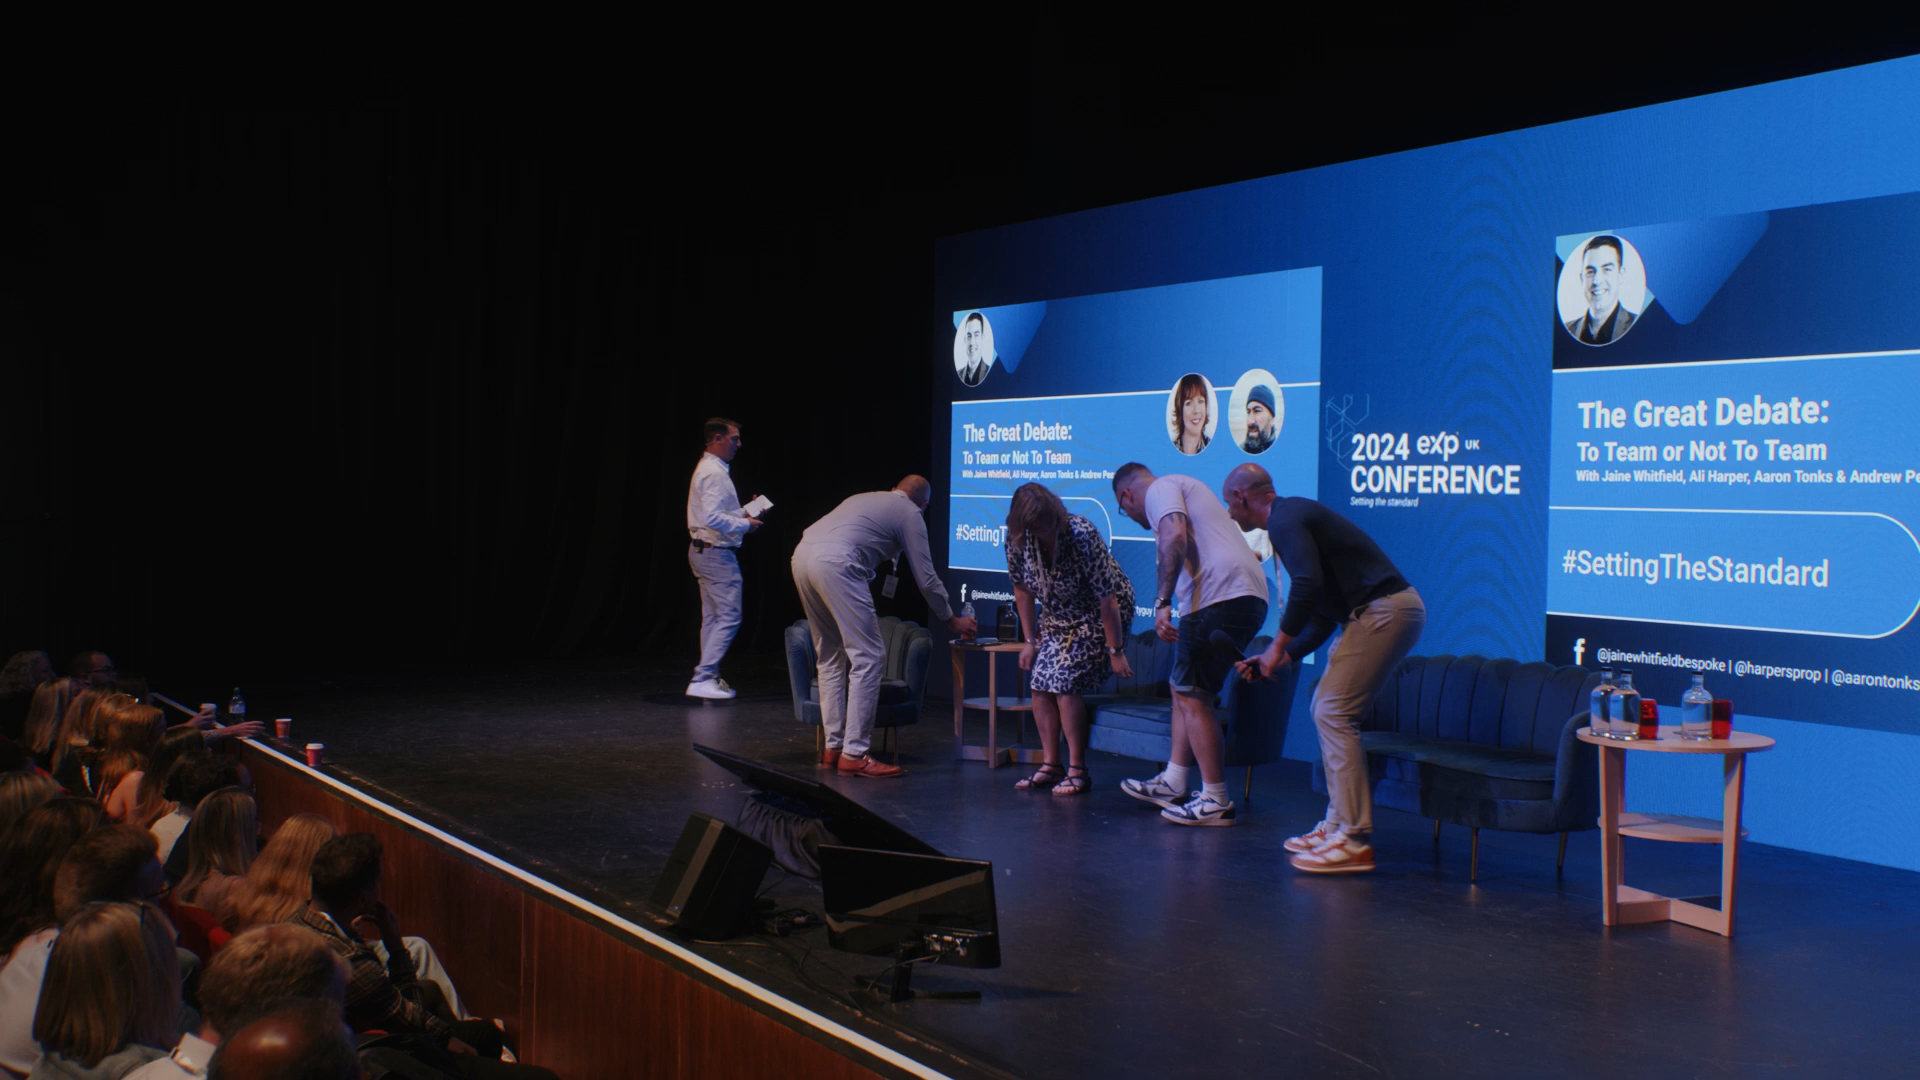 The Great Debate:
To Team or Not To Team
With Jaine Whitfield, Ali Harper, Aaron Tonks & Andrew
#SettingT
2024 exp UK
CONFERENCE
Setting the standard
The Great Debate:
To Team or Not To Team
With Jaine Whitfield, Ali Harper, Aaron Tonks & Andrew Pe
#SettingTheStandard
f @jainewhitfieldbespoke | @harpersprop | @aarontonks